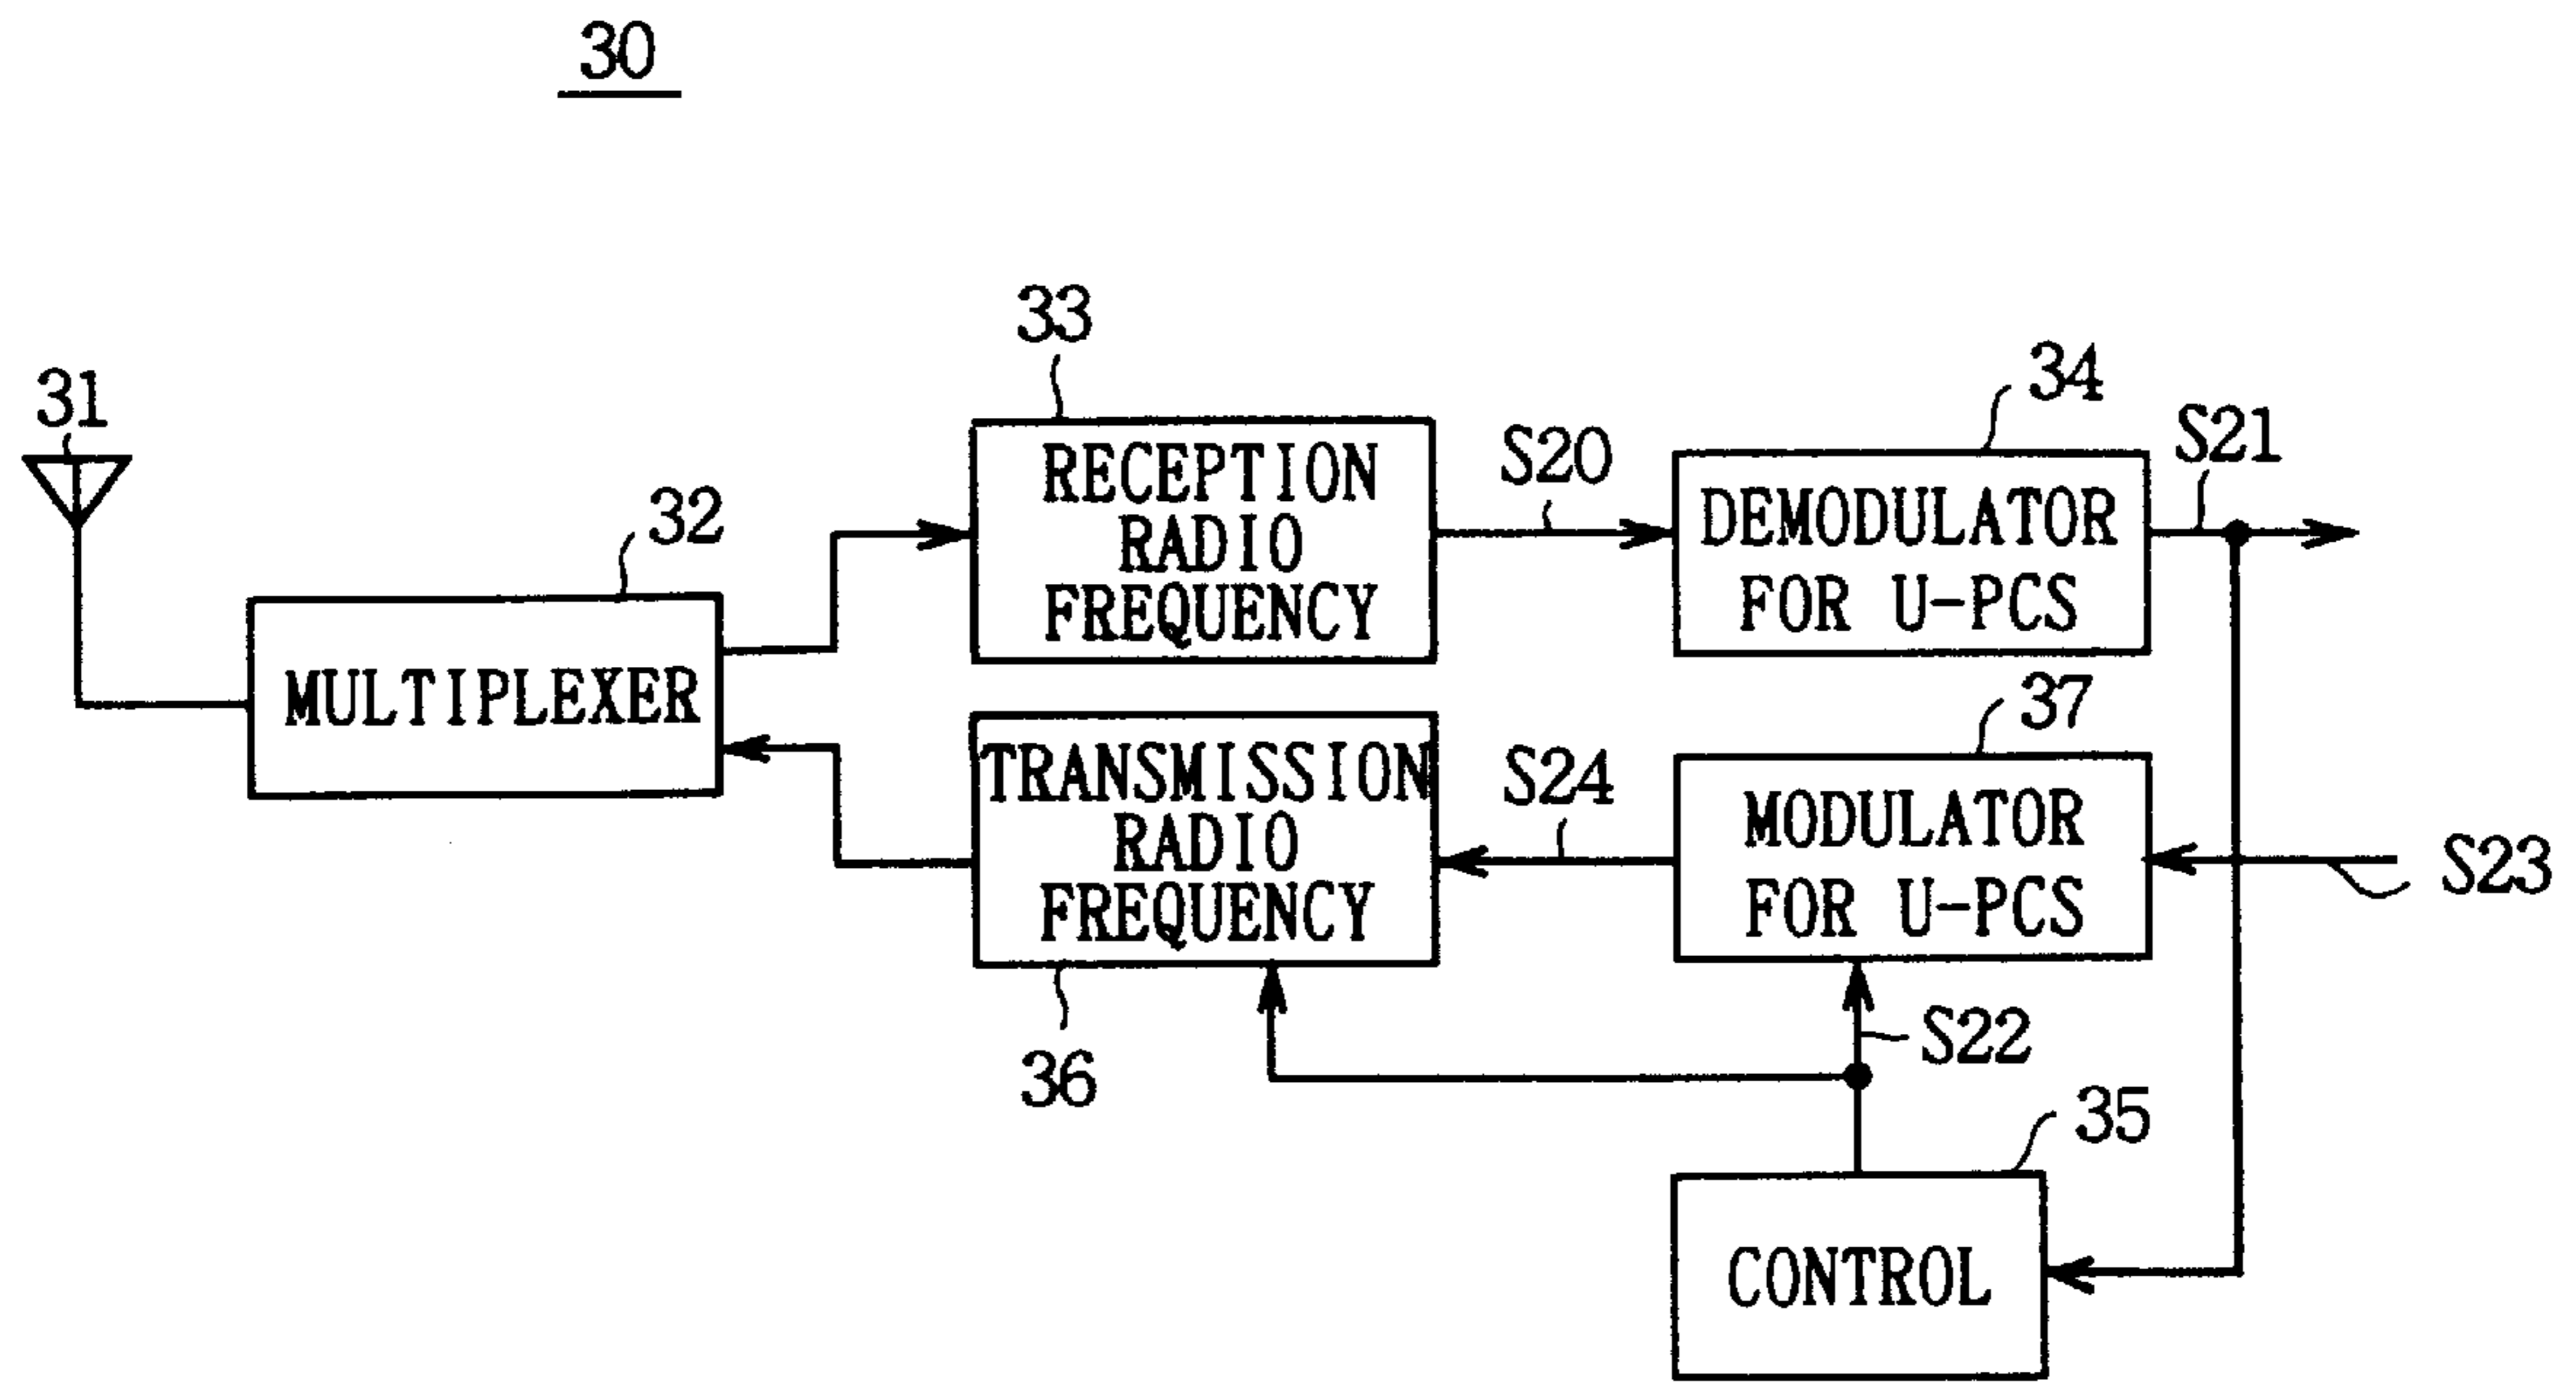 30
31
32
MULTIPLEXER
33
RECEPTION
RADIO
FREQUENCY
S20
34
DEMODULATOR
FOR U-PCS
S21
TRANSMISSION
RADIO
FREQUENCY
36
S24
37
MODULATOR
FOR U-PCS
S23
S22
35
CONTROL